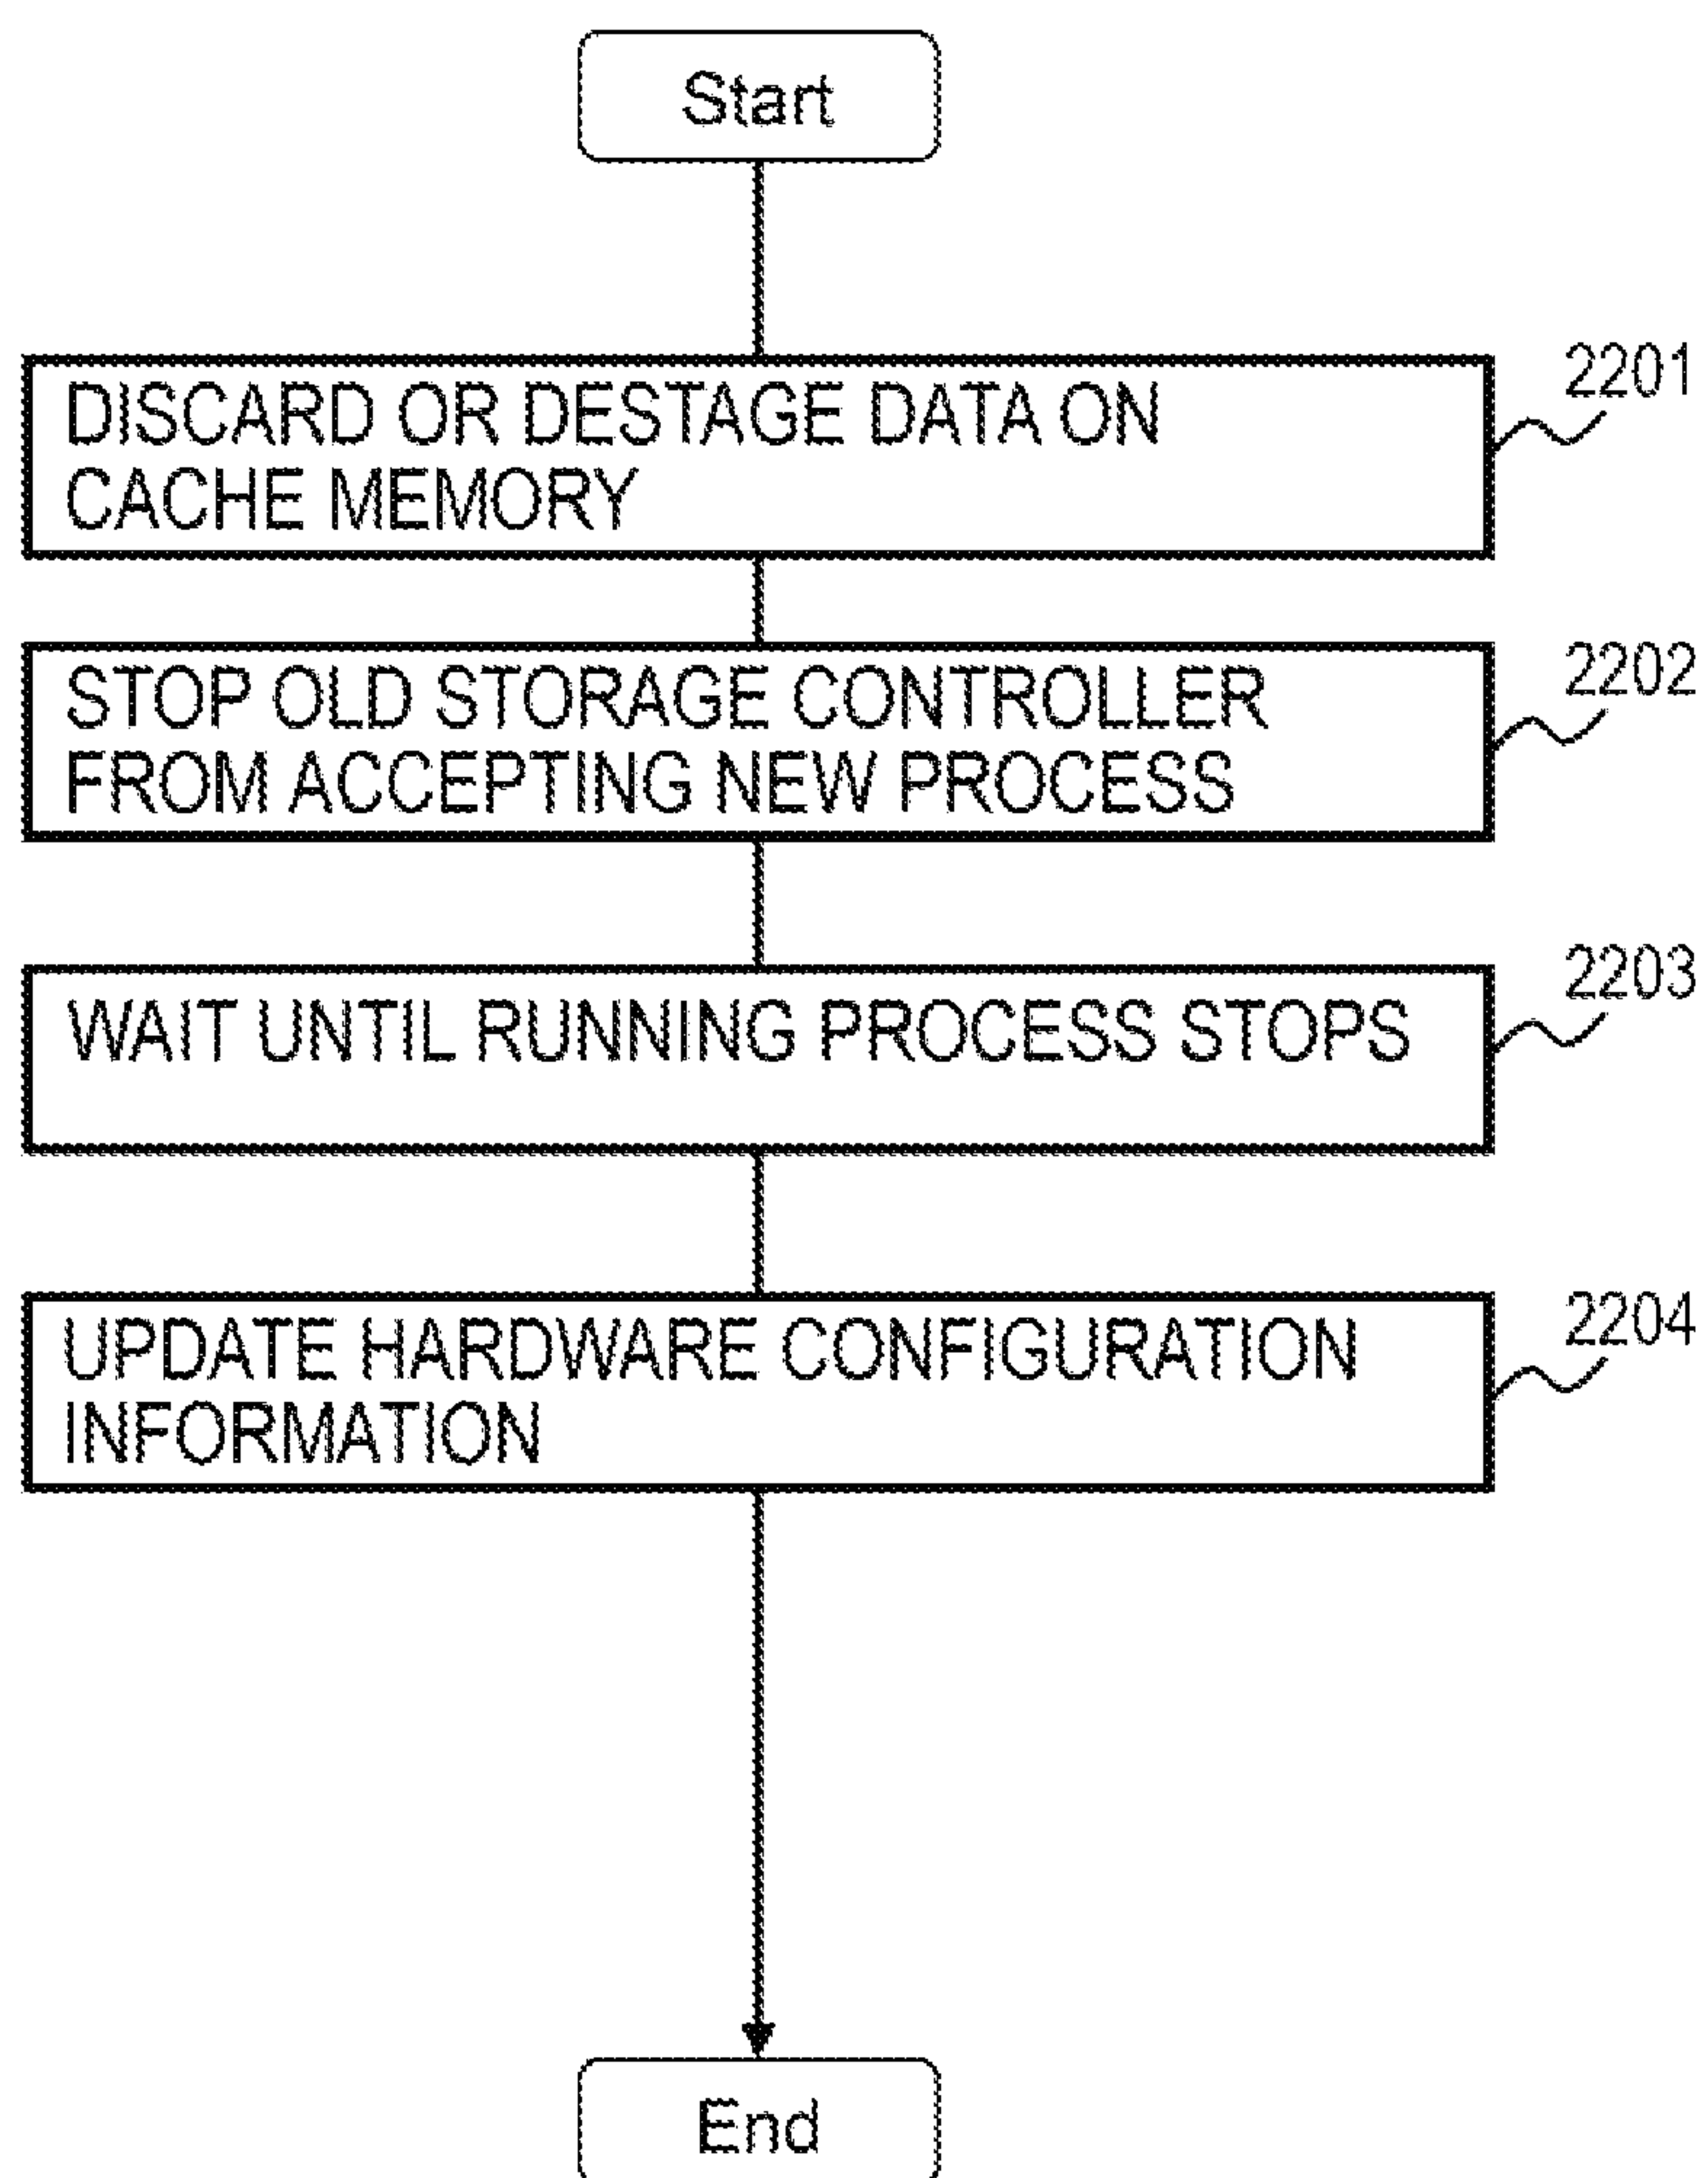 Start
DISCARD OR DESTAGE DATA ON
CACHE MEMORY
2201
STOP OLD STORAGE CONTROLLER
FROM ACCEPTING NEW PROCESS
2202
WAIT UNTIL RUNNING PROCESS STOPS
2203
UPDATE HARDWARE CONFIGURATION
INFORMATION
2204
End